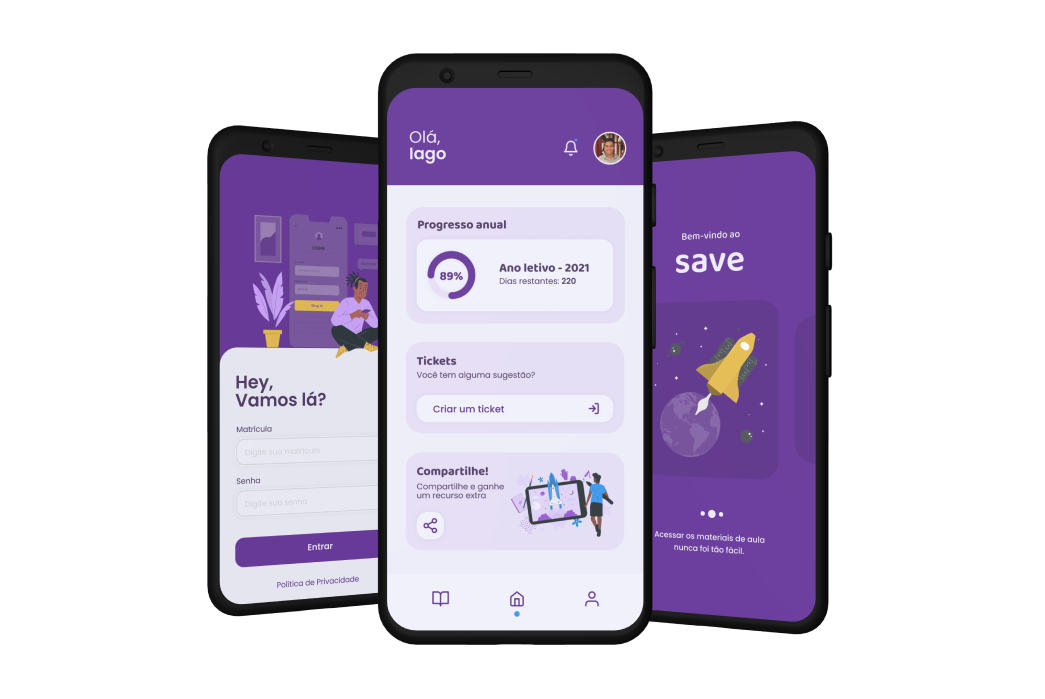 Hey,
Vamos lá?
Matrícula
Digite sua matrícula
Senha
Digite sua senha
Entrar
Política de Privacidade
Olá,
Iago
Progresso anual
89%
Ano letivo - 2021
Dias restantes: 220
Tickets
Você tem alguma sugestão?
Criar um ticket
Compartilhe!
Compartilhe e ganhe
um recurso extra
Bem-vindo ao
save
Acessar os materiais de aula
nunca foi tão fácil.